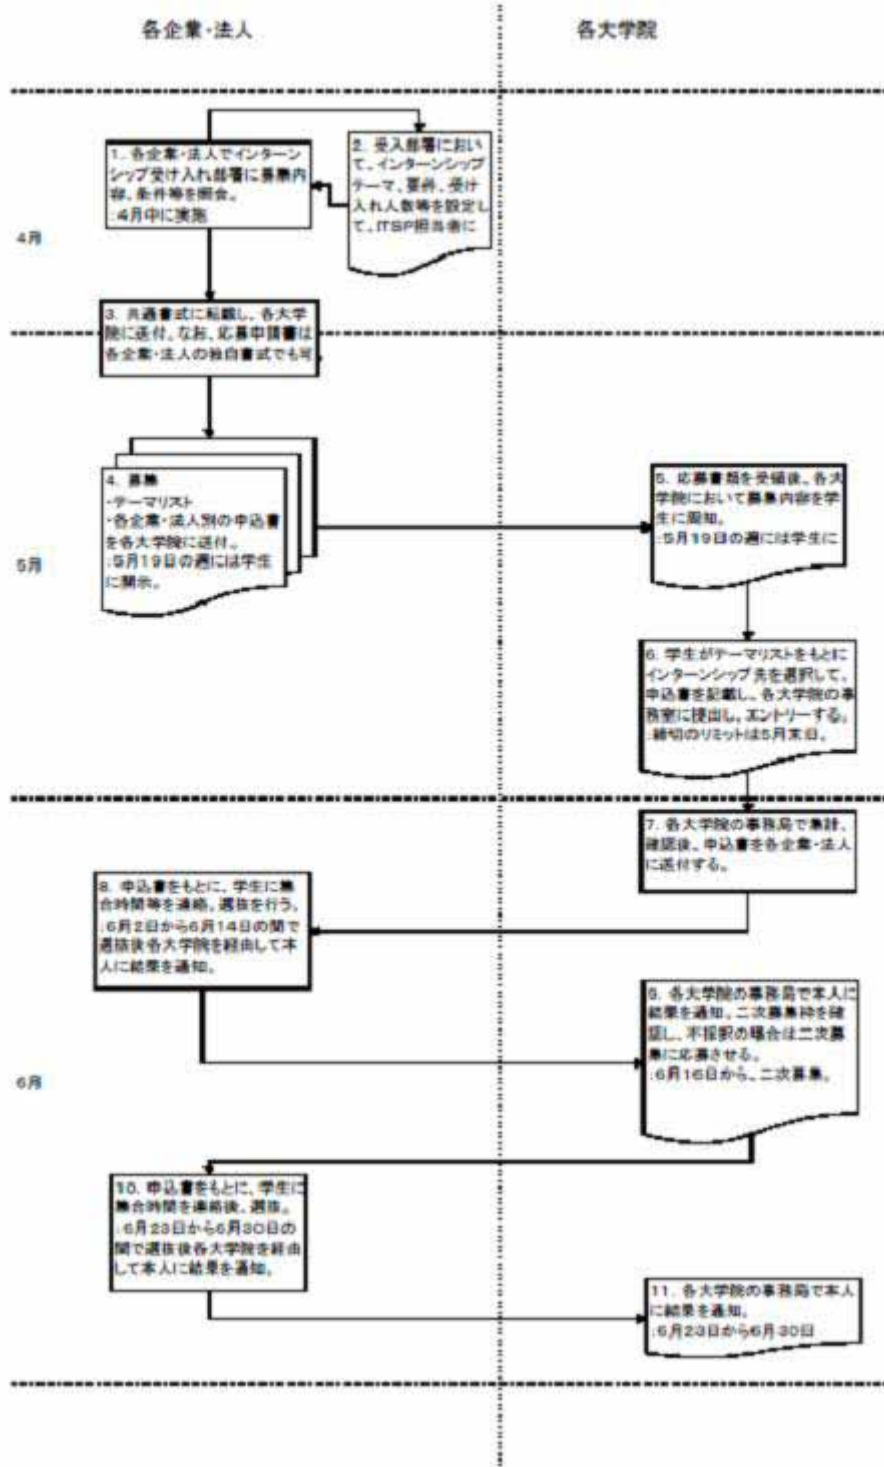 各企業・法人
各大学院
1. 各企業・法人でインターン
シップ受け入れ部署に募集内
容、条件等を照会。
:4月中に実施
2. 受入部署におい
て、インターンシップ
テーマ、要件、受け
入れ人数等を設定し
て、ITSP担当者に
4月
3. 共通書式に転載し、各大学
院に送付。なお、応募申請書は
各企業・法人の独自書式でも可
4. 募集
・テーマリスト
・各企業・法人別の申込書
を各大学院に送付。
:5月19日の週には学生
に開示。
5. 応募書類を受領後、各大
学院において募集内容を学
生に周知。
:5月19日の週には学生に
5月
6. 学生がテーマリストをもとに
インターンシップ先を選択して、
申込書を記載し、各大学院の事
務室に提出し、エントリーする。
:締切のリミットは5月末日。
7. 各大学院の事務局で集計、
確認後、申込書を各企業・法人
に送付する。
8. 申込書をもとに、学生に集
合時間等を連絡。選抜を行う。
:6月2日から6月14日の間で
選抜後各大学院を経由して本
人に結果を通知。
9. 各大学院の事務局で本人に
結果を通知。二次募集枠を確
認し、不採択の場合は二次募
集に応募させる。
:6月16日から、二次募集。
6月
10. 申込書をもとに、学生に
集合時間を連絡後、選抜。
:6月23日から6月30日の
間で選抜後各大学院を経由
して本人に結果を通知。
11. 各大学院の事務局で本人
に結果を通知。
:6月23日から6月30日